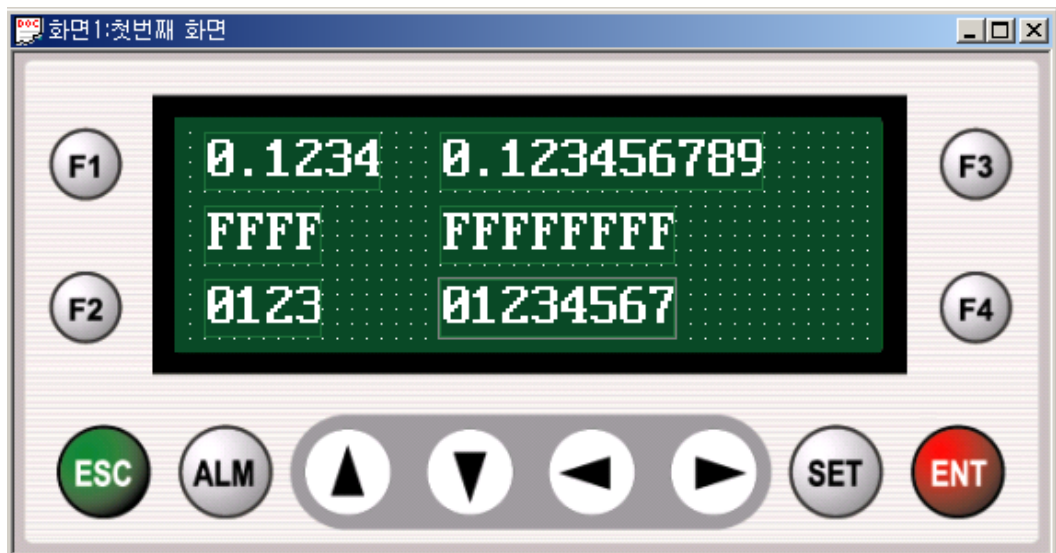 DOC 화면1:첫번째 화면
F1 0.1234 0.123456789 F3
FFFF FFFFFFFF
F2 0123 01234567 F4
ESC ALM SET ENT